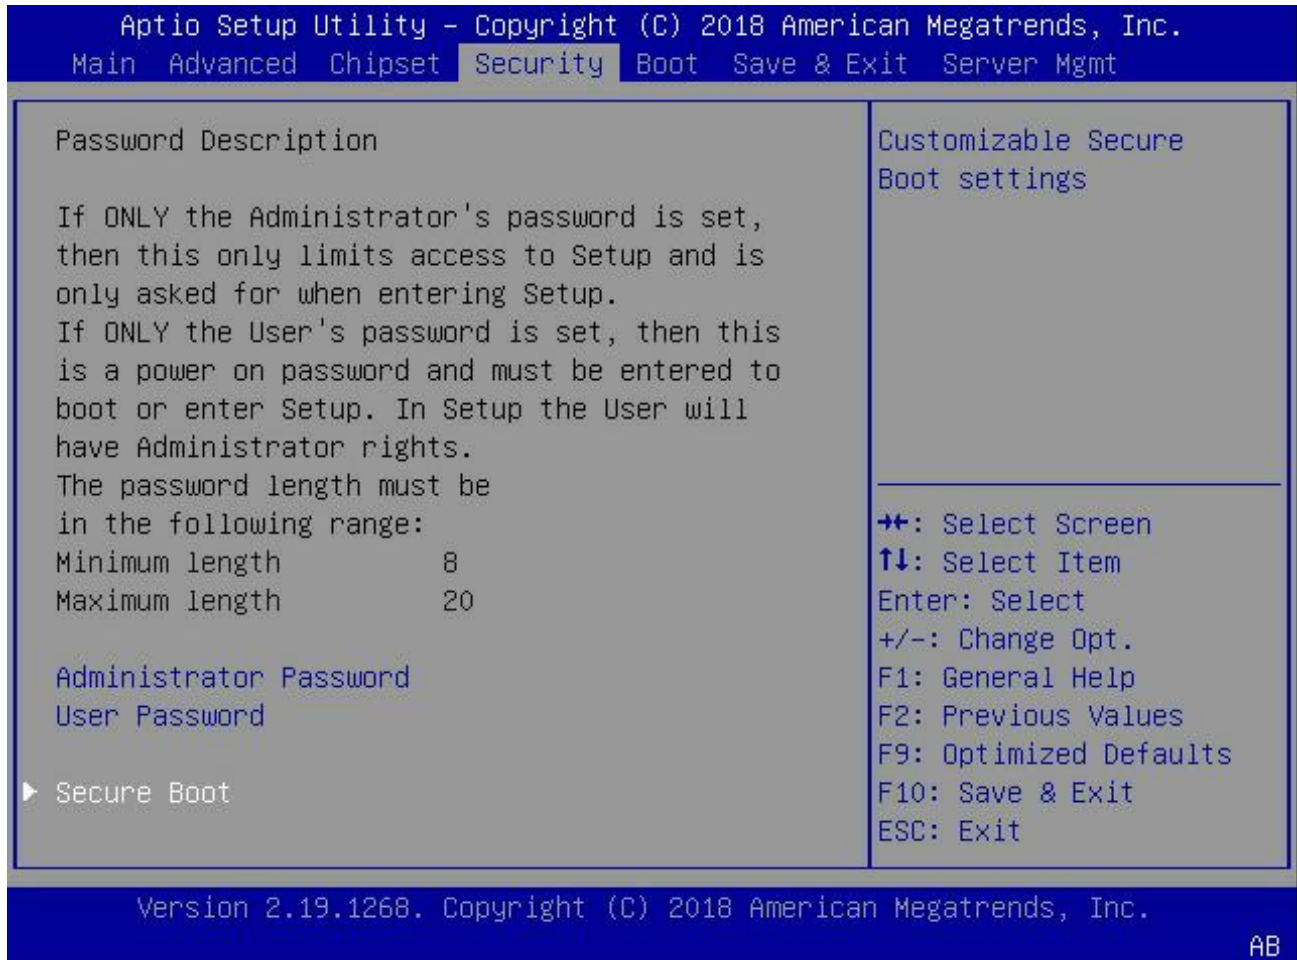 Aptio Setup Utility – Copyright (C) 2018 American Megatrends, Inc.
Main Advanced Chipset Security Boot Save & Exit Server Mgmt
Password Description
If ONLY the Administrator's password is set,
then this only limits access to Setup and is
only asked for when entering Setup.
If ONLY the User's password is set, then this
is a power on password and must be entered to
boot or enter Setup. In Setup the User will
have Administrator rights.
The password length must be
in the following range:
Minimum length 8
Maximum length 20
Administrator Password
User Password
Secure Boot
Customizable Secure
Boot settings
→←: Select Screen
↑↓: Select Item
Enter: Select
+/-: Change Opt.
F1: General Help
F2: Previous Values
F9: Optimized Defaults
F10: Save & Exit
ESC: Exit
Version 2.19.1268. Copyright (C) 2018 American Megatrends, Inc.
AB